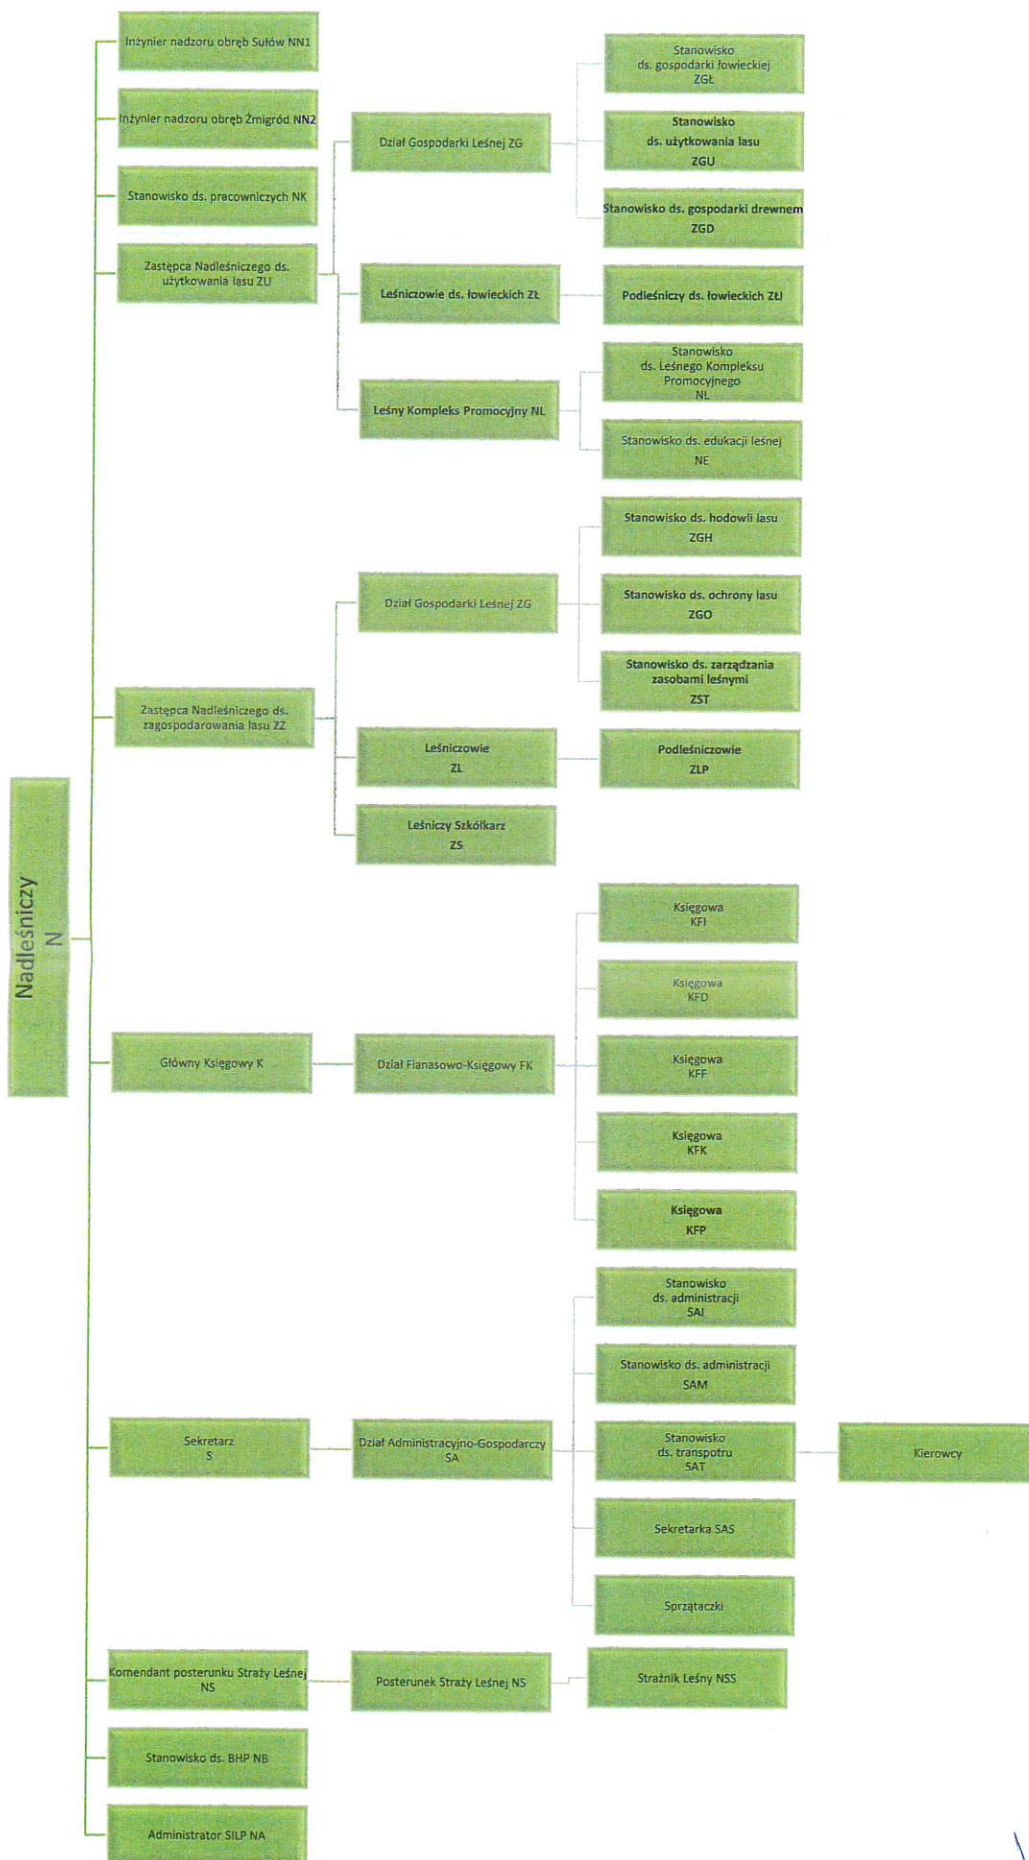 Nadleśniczy
N
Inżynier nadzoru obręb Sułów NN1
Inżynier nadzoru obręb Żmigród NN2
Stanowisko ds. pracowniczych NK
Zastępca Nadleśniczego ds.
użytkowania lasu ZU
Dział Gospodarki Leśnej ZG
Stanowisko
ds. gospodarki łowieckiej
ZGŁ
Stanowisko
ds. użytkowania lasu
ZGU
Stanowisko ds. gospodarki drewnem
ZGD
Leśniczowie ds. łowieckich ZŁ
Podleśniczy ds. łowieckich ZŁI
Leśny Kompleks Promocyjny NL
Stanowisko
ds. Leśnego Kompleksu
Promocyjnego
NL
Stanowisko ds. edukacji leśnej
NE
Zastępca Nadleśniczego ds.
zagospodarowania lasu ZZ
Dział Gospodarki Leśnej ZG
Stanowisko ds. hodowli lasu
ZGH
Stanowisko ds. ochrony lasu
ZGO
Stanowisko ds. zarządzania
zasobami leśnymi
ZST
Leśniczowie
ZL
Podleśniczowie
ZLP
Leśniczy Szkółkarz
ZS
Główny Księgowy K
Dział Fianasowo-Księgowy FK
Księgowa
KFI
Księgowa
KFD
Księgowa
KFF
Księgowa
KFK
Księgowa
KFP
Sekretarz
S
Dział Administracyjno-Gospodarczy
SA
Stanowisko
ds. administracji
SAI
Stanowisko ds. administracji
SAM
Stanowisko
ds. transpotru
SAT
Kierowcy
Sekretarka SAS
Sprzątaczki
Komendant posterunku Straży Leśnej
NS
Posterunek Straży Leśnej NS
Strażnik Leśny NSS
Stanowisko ds. BHP NB
Administrator SILP NA